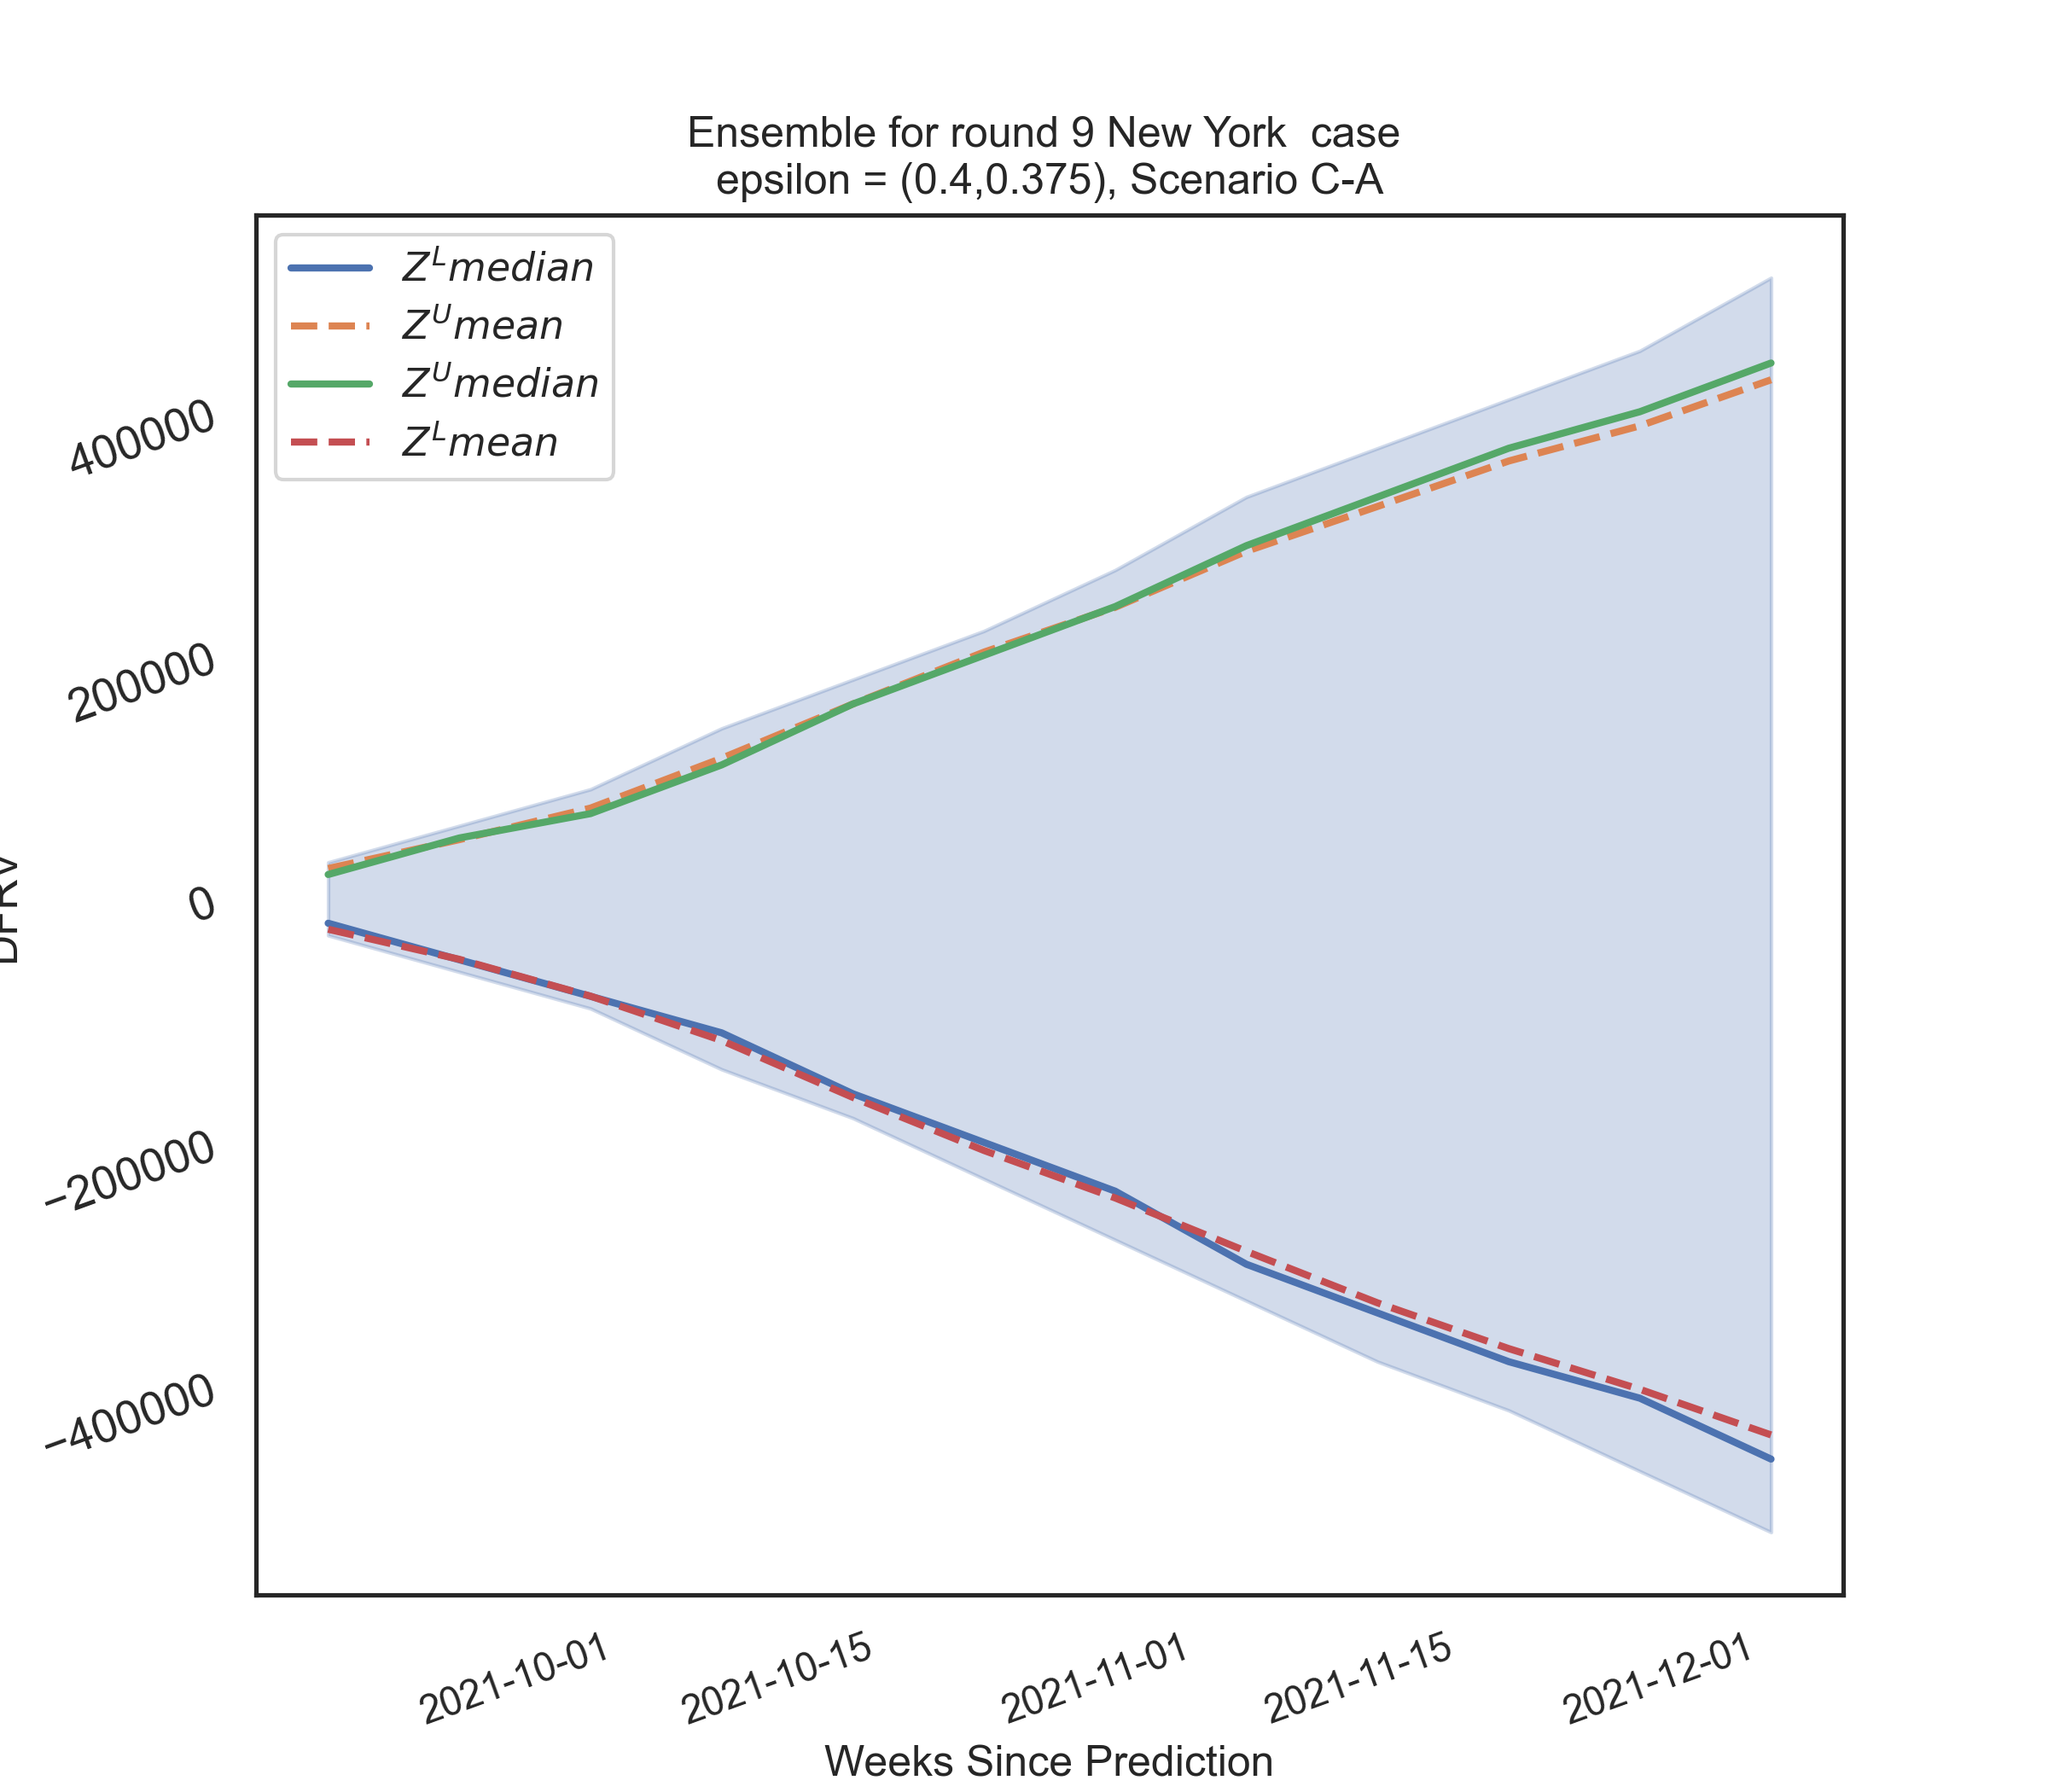 Ensemble for round 9 New York case
epsilon = (0.4,0.375), Scenario C-A
Z^L median
Z^U mean
Z^U median
Z^L mean
400000
200000
0
−200000
−400000
2021-10-01
2021-10-15
2021-11-01
2021-11-15
2021-12-01
Weeks Since Prediction